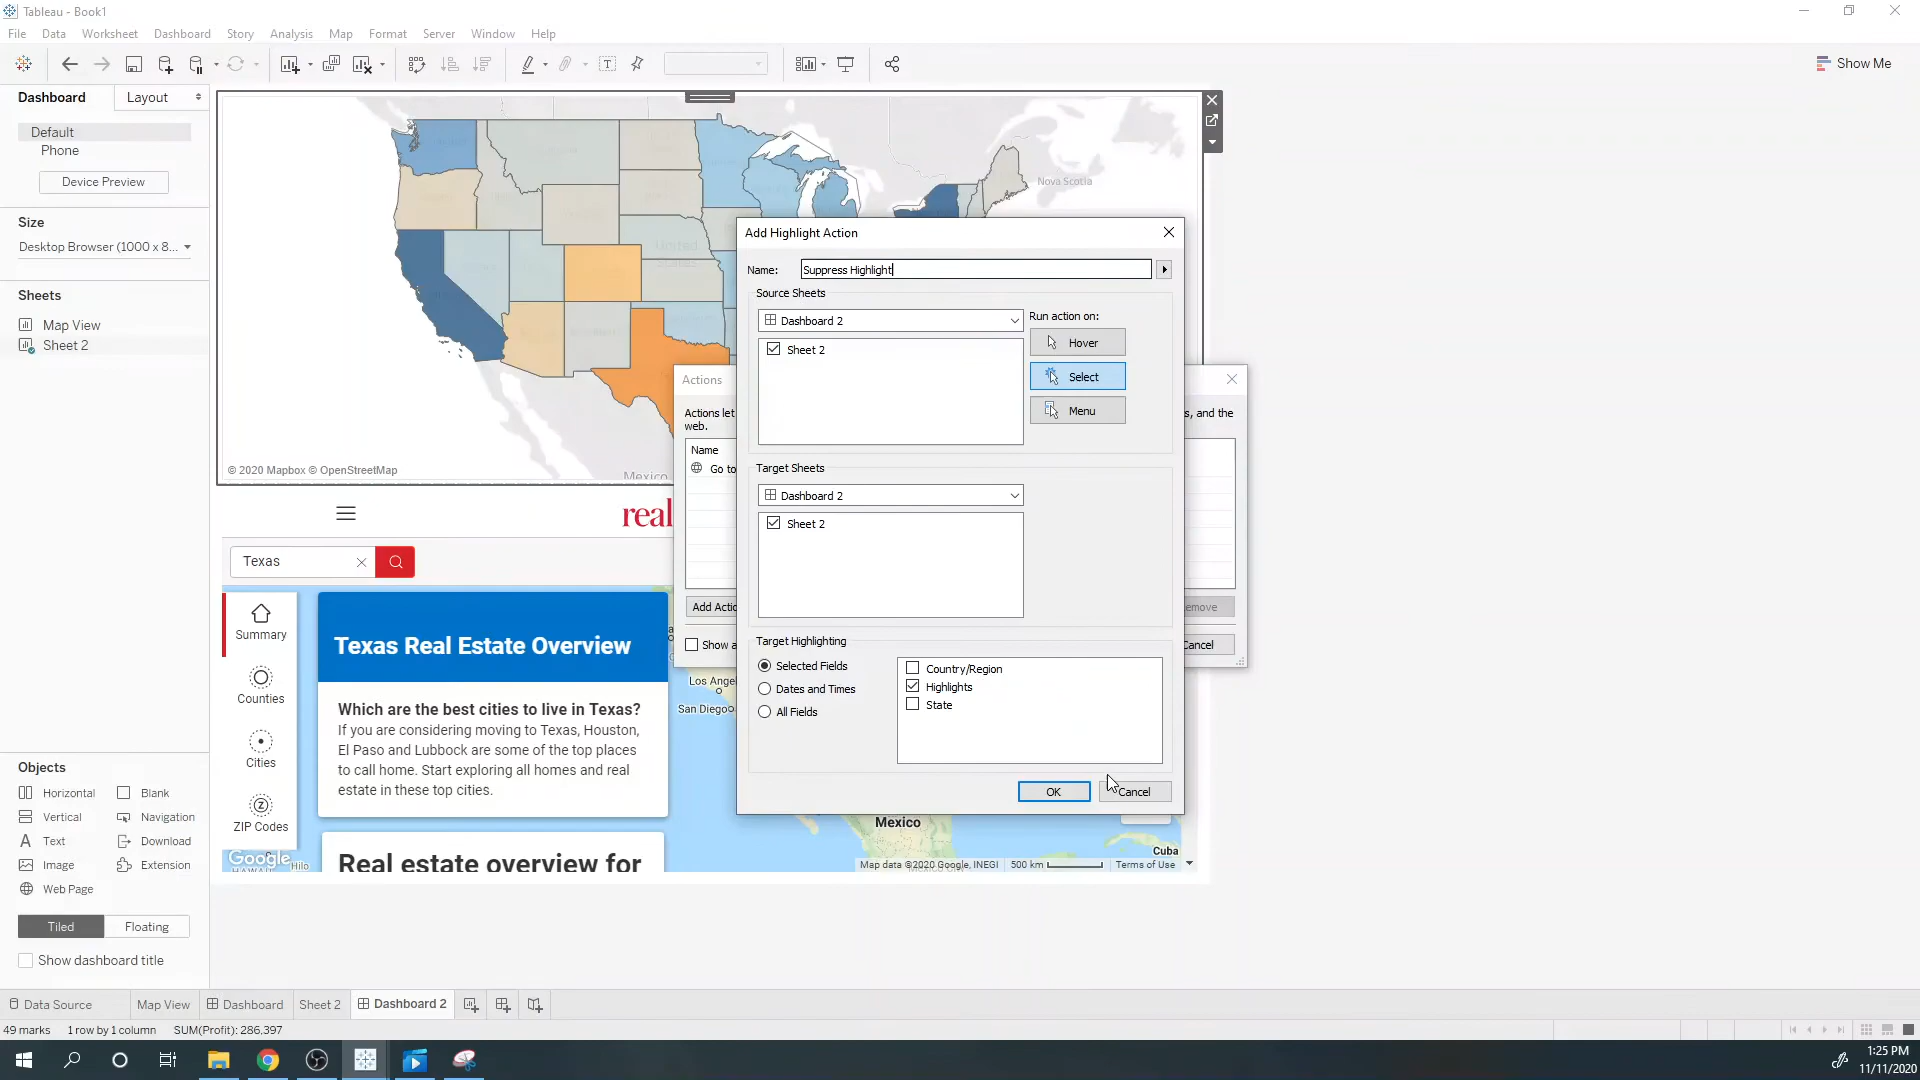 Tableau - Book1
File Data Worksheet Dashboard Story Analysis Map Format Server Window Help
Show Me
Dashboard
Layout
Default
Phone
Device Preview
Size
Desktop Browser (1000 x 8...
Sheets
Map View
Sheet 2
Objects
Horizontal
Blank
Vertical
Navigation
Text
Download
Image
Extension
Web Page
Tiled
Floating
Show dashboard title
United States
Nova Scotia
© 2020 Mapbox © OpenStreetMap
Mexico
real
Texas
Summary
Counties
Cities
ZIP Codes
Texas Real Estate Overview
Which are the best cities to live in Texas?
If you are considering moving to Texas, Houston,
El Paso and Lubbock are some of the top places
to call home. Start exploring all homes and real
estate in these top cities.
Real estate overview for
Google
Hilo
HAWAII
Los Angel
San Diego
Mexico
Cuba
Map data ©2020 Google, INEGI
500 km
Terms of Use
Actions
Actions let
s, and the
web.
Name
Go to
Add Actio
emove
Show a
Cancel
Add Highlight Action
Name:
Suppress Highlight
Source Sheets
Dashboard 2
Sheet 2
Run action on:
Hover
Select
Menu
Target Sheets
Dashboard 2
Sheet 2
Target Highlighting
Selected Fields
Dates and Times
All Fields
Country/Region
Highlights
State
OK
Cancel
Data Source
Map View
Dashboard
Sheet 2
Dashboard 2
49 marks
1 row by 1 column
SUM(Profit): 286,397
1:25 PM
11/11/2020